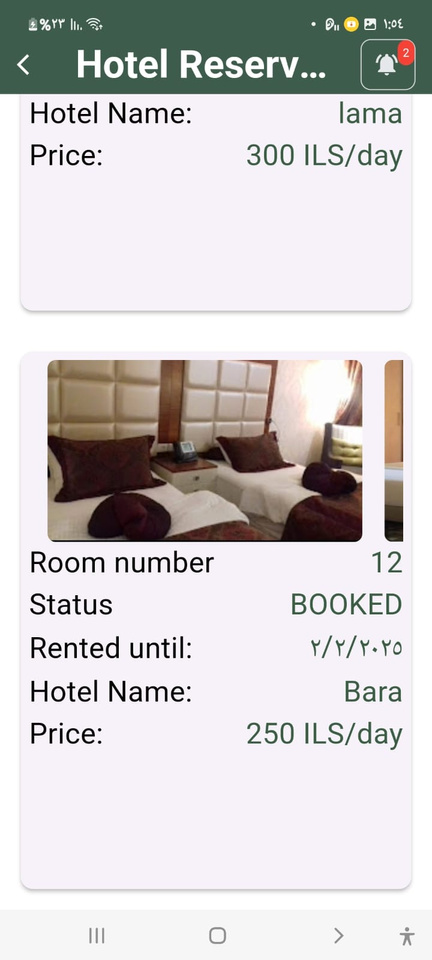 %٢٣ ١:٥٤
Hotel Reserv... 2
Hotel Name: lama
Price: 300 ILS/day
Room number 12
Status BOOKED
Rented until: ٢/٢/٢٠٢٥
Hotel Name: Bara
Price: 250 ILS/day